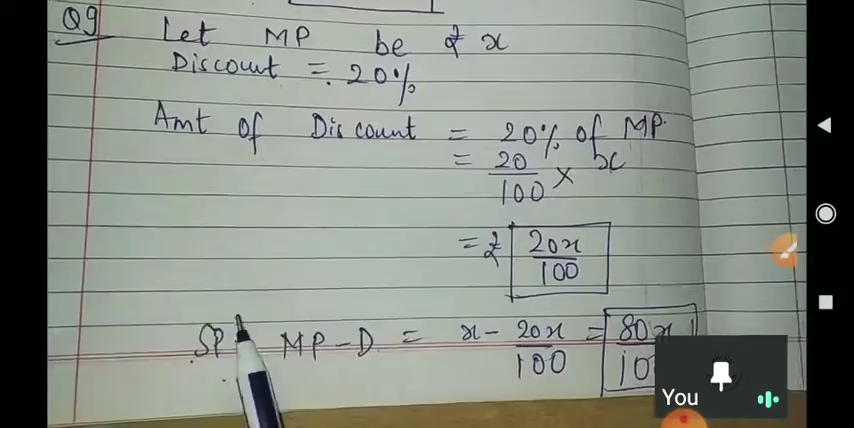 Q9
Let MP be ₹ x
Discount = 20%
Amt of Discount = 20% of MP.
= 20/100 × x
= ₹ 20x/100
SP MP - D = x - 20x/100 = 80x/
You